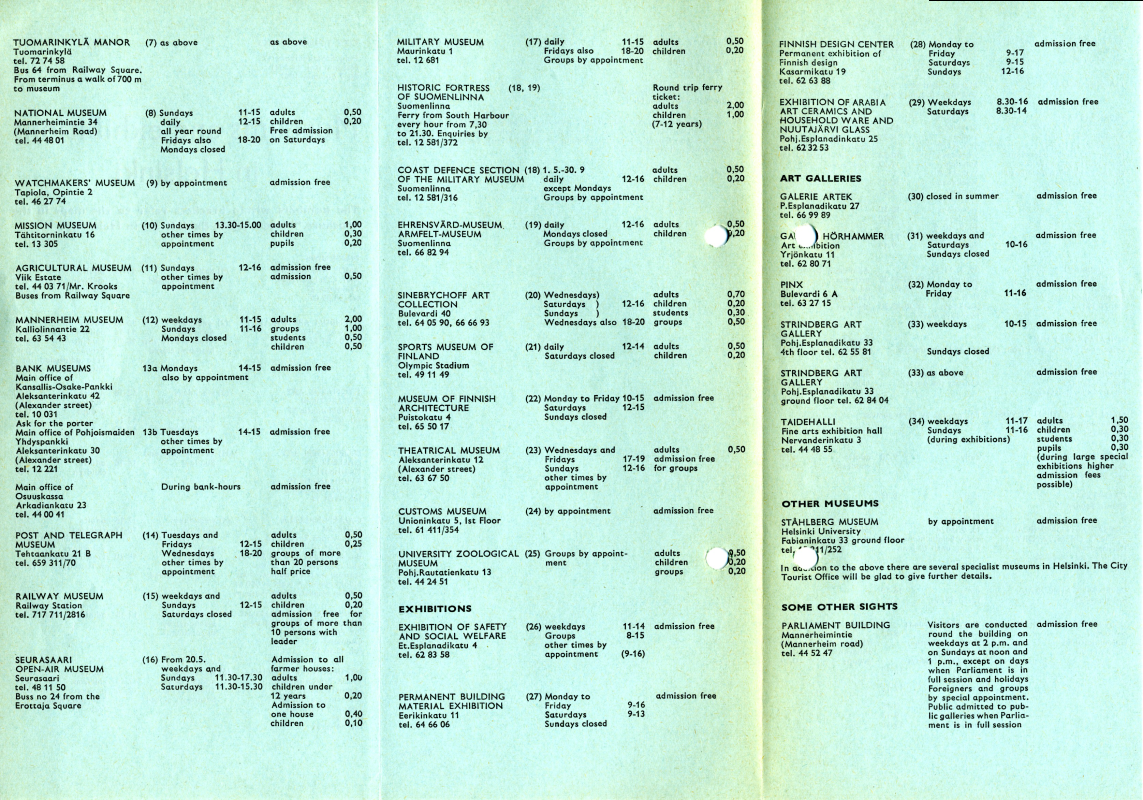 TUOMARINKYLÄ MANOR (7) as above as above
Tuomarinkylä
tel. 72 74 58
Bus 64 from Railway Square.
From terminus a walk of 700 m
to museum
NATIONAL MUSEUM (8) Sundays 11-15 adults 0,50
Mannerheimintie 34 daily 12-15 children 0,20
(Mannerheim Road) all year round Free admission
tel. 44 48 01 Fridays also 18-20 on Saturdays
Mondays closed
WATCHMAKERS' MUSEUM (9) by appointment admission free
Tapiola, Opintie 2
tel. 46 27 74
MISSION MUSEUM (10) Sundays 13.30-15.00 adults 1,00
Tähtitorninkatu 16 other times by children 0,30
tel. 13 305 appointment pupils 0,20
AGRICULTURAL MUSEUM (11) Sundays 12-16 admission free
Viik Estate other times by admission 0,50
tel. 44 03 71/Mr. Krooks appointment
Buses from Railway Square
MANNERHEIM MUSEUM (12) weekdays 11-15 adults 2,00
Kalliolinnantie 22 Sundays 11-16 groups 1,00
tel. 63 54 43 Mondays closed students 0,50
children 0,50
BANK MUSEUMS 13a Mondays 14-15 admission free
Main office of also by appointment
Kansallis-Osake-Pankki
Aleksanterinkatu 42
(Alexander street)
tel. 10 031
Ask for the porter
Main office of Pohjoismaiden 13b Tuesdays 14-15 admission free
Yhdyspankki other times by
Aleksanterinkatu 30 appointment
(Alexander street)
tel. 12 221
Main office of During bank-hours admission free
Osuuskassa
Arkadiankatu 23
tel. 44 00 41
POST AND TELEGRAPH (14) Tuesdays and adults 0,50
MUSEUM Fridays 12-15 children 0,25
Tehtaankatu 21 B Wednesdays 18-20 groups of more
tel. 659 311/70 other times by than 20 persons
appointment half price
RAILWAY MUSEUM (15) weekdays and adults 0,50
Railway Station Sundays 12-15 children 0,20
tel. 717 711/2816 Saturdays closed admission free for
groups of more than
10 persons with
leader
SEURASAARI (16) From 20.5. Admission to all
OPEN-AIR MUSEUM weekdays and farmer houses:
Seurasaari Sundays 11.30-17.30 adults 1,00
tel. 48 11 50 Saturdays 11.30-15.30 children under
Buss no 24 from the 12 years 0,20
Erottaja Square Admission to
one house 0,40
children 0,10
MILITARY MUSEUM (17) daily 11-15 adults 0,50
Maurinkatu 1 Fridays also 18-20 children 0,20
tel. 12 681 Groups by appointment
HISTORIC FORTRESS (18, 19) Round trip ferry
OF SUOMENLINNA ticket:
Suomenlinna adults 2,00
Ferry from South Harbour children 1,00
every hour from 7,30 (7-12 years)
to 21.30. Enquiries by
tel. 12 581/372
COAST DEFENCE SECTION (18) 1. 5.-30. 9 adults 0,50
OF THE MILITARY MUSEUM daily 12-16 children 0,20
Suomenlinna except Mondays
tel. 12 581/316 Groups by appointment
EHRENSVÄRD-MUSEUM, (19) daily 12-16 adults 0,50
ARMFELT-MUSEUM Mondays closed children 0,20
Suomenlinna Groups by appointment
tel. 66 82 94
SINEBRYCHOFF ART (20) Wednesdays) adults 0,70
COLLECTION Saturdays ) 12-16 children 0,20
Bulevardi 40 Sundays ) students 0,30
tel. 64 05 90, 66 66 93 Wednesdays also 18-20 groups 0,50
SPORTS MUSEUM OF (21) daily 12-14 adults 0,50
FINLAND Saturdays closed children 0,20
Olympic Stadium
tel. 49 11 49
MUSEUM OF FINNISH (22) Monday to Friday 10-15 admission free
ARCHITECTURE Saturdays 12-15
Puistokatu 4 Sundays closed
tel. 65 50 17
THEATRICAL MUSEUM (23) Wednesdays and adults 0,50
Aleksanterinkatu 12 Fridays 17-19 admission free
(Alexander street) Sundays 12-16 for groups
tel. 63 67 50 other times by
appointment
CUSTOMS MUSEUM (24) by appointment admission free
Unioninkatu 5, Ist Floor
tel. 61 411/354
UNIVERSITY ZOOLOGICAL (25) Groups by appoint- adults 0,50
MUSEUM ment children 0,20
Pohj.Rautatienkatu 13 groups 0,20
tel. 44 24 51
EXHIBITIONS
EXHIBITION OF SAFETY (26) weekdays 11-14 admission free
AND SOCIAL WELFARE Groups 8-15
Et.Esplanadikatu 4 other times by
tel. 62 83 58 appointment (9-16)
PERMANENT BUILDING (27) Monday to admission free
MATERIAL EXHIBITION Friday 9-16
Eerikinkatu 11 Saturdays 9-13
tel. 64 66 06 Sundays closed
FINNISH DESIGN CENTER (28) Monday to admission free
Permanent exhibition of Friday 9-17
Finnish design Saturdays 9-15
Kasarmikatu 19 Sundays 12-16
tel. 62 63 88
EXHIBITION OF ARABIA (29) Weekdays 8.30-16 admission free
ART CERAMICS AND Saturdays 8.30-14
HOUSEHOLD WARE AND
NUUTAJÄRVI GLASS
Pohj.Esplanadinkatu 25
tel. 62 32 53
ART GALLERIES
GALERIE ARTEK (30) closed in summer admission free
P.Esplanadikatu 27
tel. 66 99 89
HÖRHAMMER (31) weekdays and admission free
Art Saturdays 10-16
Yrjönkatu 11 Sundays closed
tel. 62 80 71
PINX (32) Monday to admission free
Bulevardi 6 A Friday 11-16
tel. 63 27 15
STRINDBERG ART (33) weekdays 10-15 admission free
GALLERY
Pohj.Esplanadikatu 33
4th floor tel. 62 55 81 Sundays closed
STRINDBERG ART (33) as above admission free
GALLERY
Pohj.Esplanadikatu 33
ground floor tel. 62 84 04
TAIDEHALLI (34) weekdays 11-17 adults 1,50
Fine arts exhibition hall Sundays 11-16 children 0,30
Nervanderinkatu 3 (during exhibitions) students 0,30
tel. 44 48 55 pupils 0,30
(during large special
exhibitions higher
admission fees
possible)
OTHER MUSEUMS
STÅHLBERG MUSEUM by appointment admission free
Helsinki University
Fabianinkatu 33 ground floor
tel.
In addition to the above there are several specialist museums in Helsinki. The City
Tourist Office will be glad to give further details.
SOME OTHER SIGHTS
PARLIAMENT BUILDING Visitors are conducted admission free
Mannerheimintie round the building on
(Mannerheim road) weekdays at 2 p.m. and
tel. 44 52 47 on Sundays at noon and
1 p.m., except on days
when Parliament is in
full session and holidays
Foreigners and groups
by special appointment.
Public admitted to pub-
lic galleries when Parlia-
ment is in full session